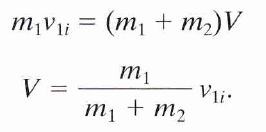 m₁v₁ᵢ = (m₁ + m₂)V
V = m₁ / (m₁ + m₂) v₁ᵢ.